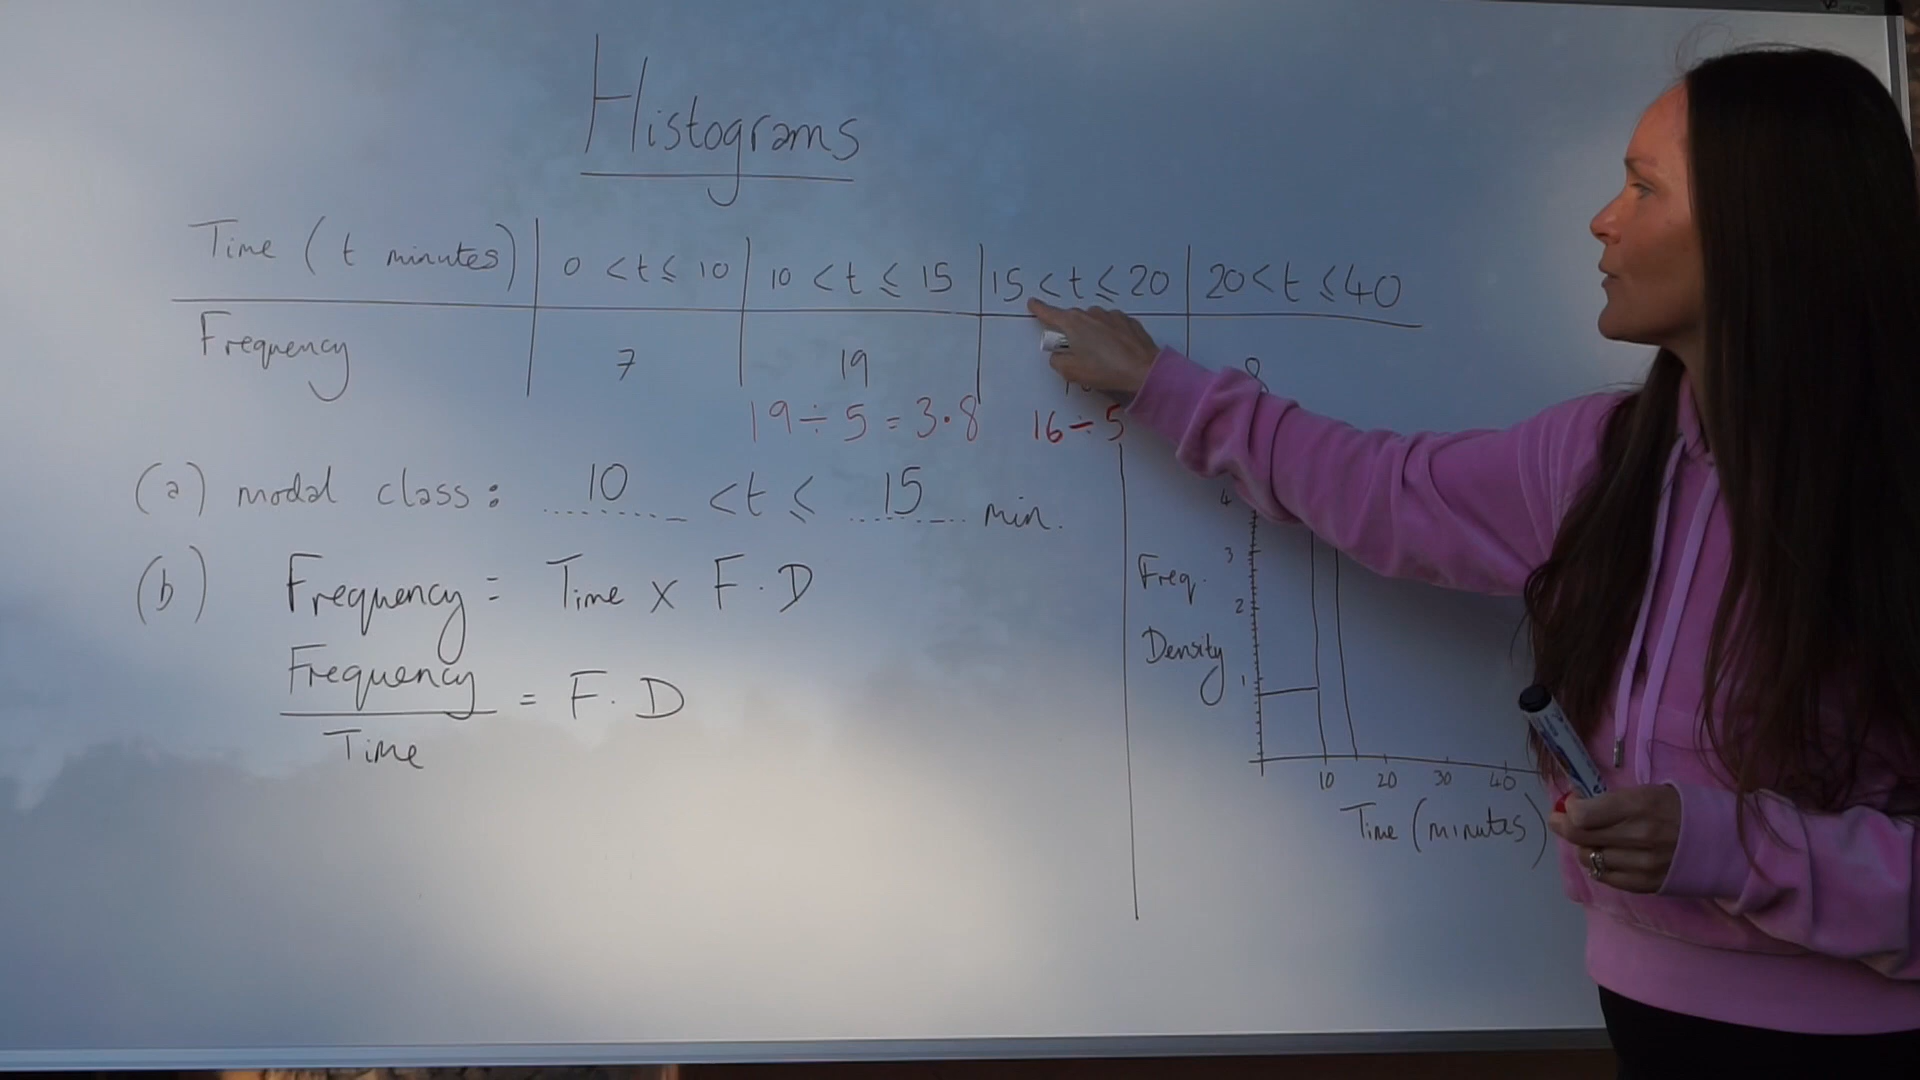 Histograms
Time (t minutes) 0 < t ≤ 10 10 < t ≤ 15 15 < t ≤ 20 20 < t ≤ 40
Frequency 7 19 8
19 ÷ 5 = 3.8 16 ÷ 5
(a) modal class: 10 < t ≤ 15 min.
(b) Frequency = Time x F.D
Frequency
Time
= F.D
4
3
2
1
Freq.
Density
10 20 30 40
Time (minutes)